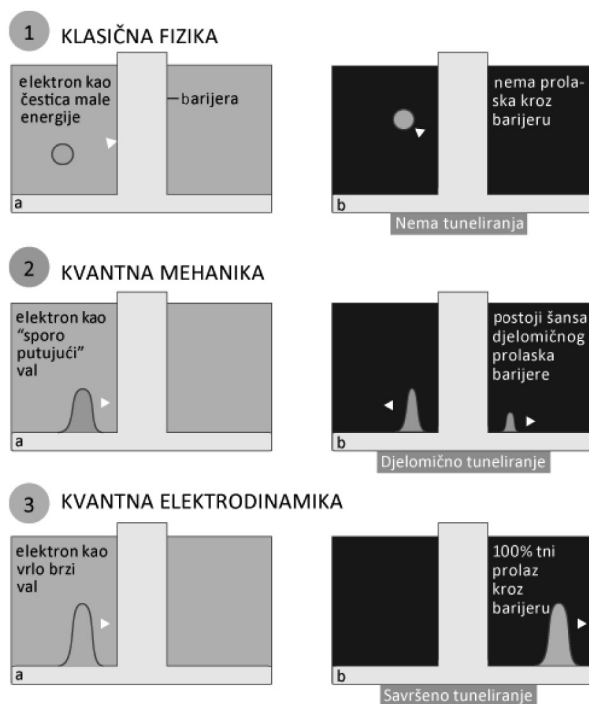 1 KLASIČNA FIZIKA
elektron kao
čestica male
energije
barijera
a
nema prola-
ska kroz
barijeru
b
Nema tuneliranja
2 KVANTNA MEHANIKA
elektron kao
“sporo
putujući”
val
a
postoji šansa
djelomičnog
prolaska
barijere
b
Djelomično tuneliranje
3 KVANTNA ELEKTRODINAMIKA
elektron kao
vrlo brzi
val
a
100% tni
prolaz
kroz
barijeru
b
Savršeno tuneliranje